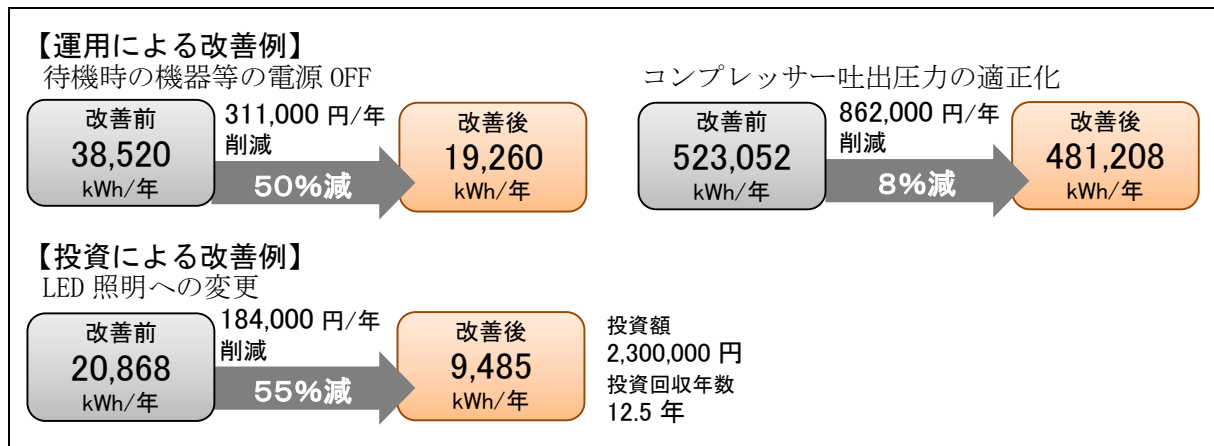 【運用による改善例】
待機時の機器等の電源 OFF
改善前
38,520
kWh/年
311,000 円/年
削減
50%減
改善後
19,260
kWh/年
コンプレッサー吐出圧力の適正化
改善前
523,052
kWh/年
862,000 円/年
削減
8%減
改善後
481,208
kWh/年
【投資による改善例】
LED 照明への変更
改善前
20,868
kWh/年
184,000 円/年
削減
55%減
改善後
9,485
kWh/年
投資額
2,300,000 円
投資回収年数
12.5 年